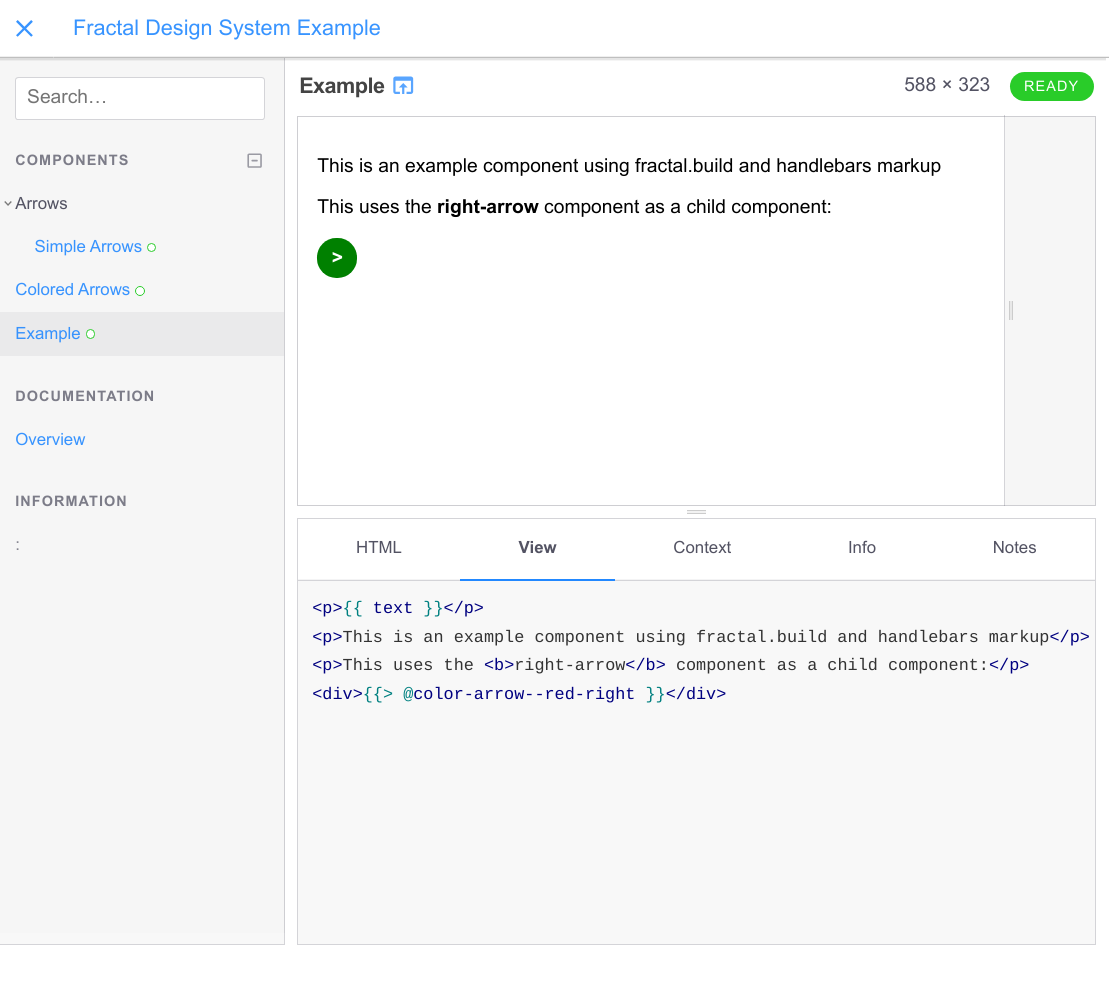 Fractal Design System Example
Search…
COMPONENTS
Arrows
Simple Arrows
Colored Arrows
Example
DOCUMENTATION
Overview
INFORMATION
:
Example
588 × 323
READY
This is an example component using fractal.build and handlebars markup
This uses the right-arrow component as a child component:
>
HTML View Context Info Notes
<p>{{ text }}</p>
<p>This is an example component using fractal.build and handlebars markup</p>
<p>This uses the <b>right-arrow</b> component as a child component:</p>
<div>{{> @color-arrow--red-right }}</div>